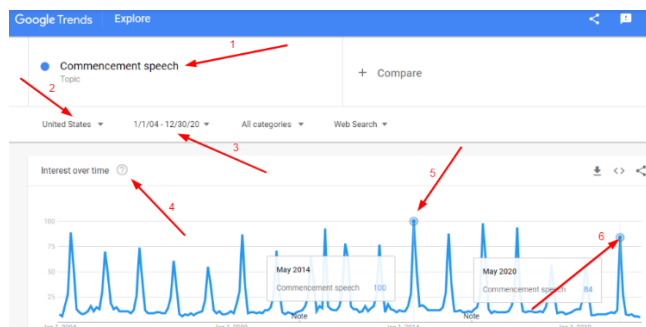 Google Trends Explore
1
Commencement speech
Topic
+ Compare
2
United States 1/1/04 - 12/30/20 All categories Web Search
3
Interest over time
4
5
6
100
75
50
25
May 2014
Commencement speech 100
May 2020
Commencement speech 84
Note
Note